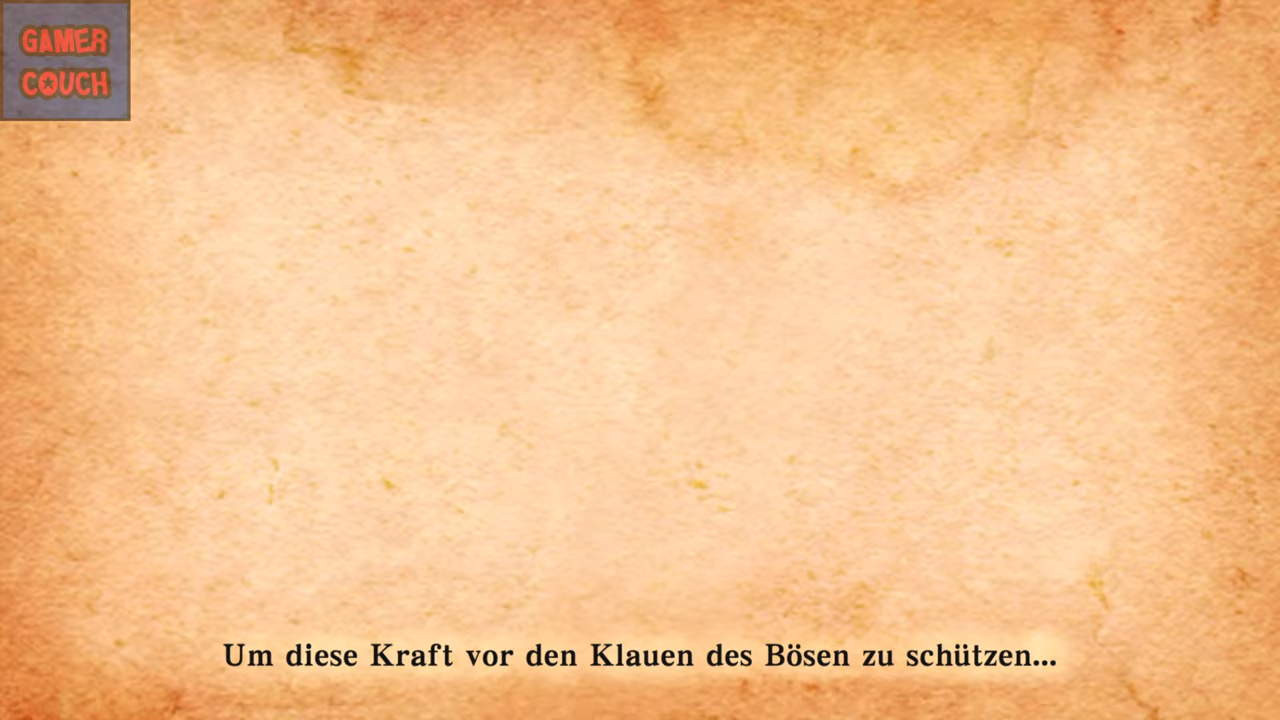 GAMER
COUCH
Um diese Kraft vor den Klauen des Bösen zu schützen...